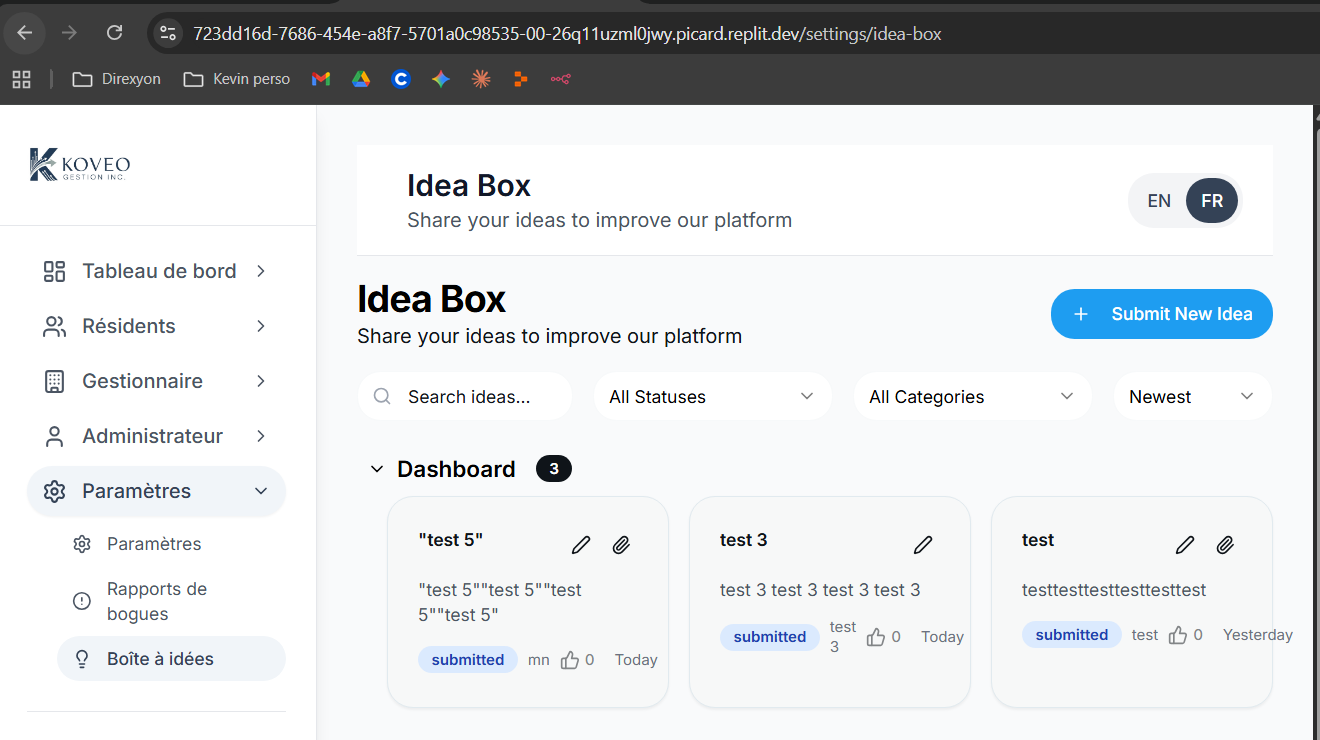 723dd16d-7686-454e-a8f7-5701a0c98535-00-26q11uzml0jwy.picard.replit.dev/settings/idea-box
Direxyon
Kevin perso
KOVEO
GESTION INC.
Idea Box
Share your ideas to improve our platform
EN FR
Tableau de bord
Résidents
Gestionnaire
Administrateur
Paramètres
Paramètres
Rapports de
bogues
Boîte à idées
Idea Box
Share your ideas to improve our platform
+ Submit New Idea
Search ideas...
All Statuses
All Categories
Newest
Dashboard 3
"test 5"
"test 5""test 5""test
5""test 5"
submitted mn 0 Today
test 3
test 3 test 3 test 3 test 3
submitted test
3 0 Today
test
testtesttesttesttesttest
submitted test 0 Yesterday